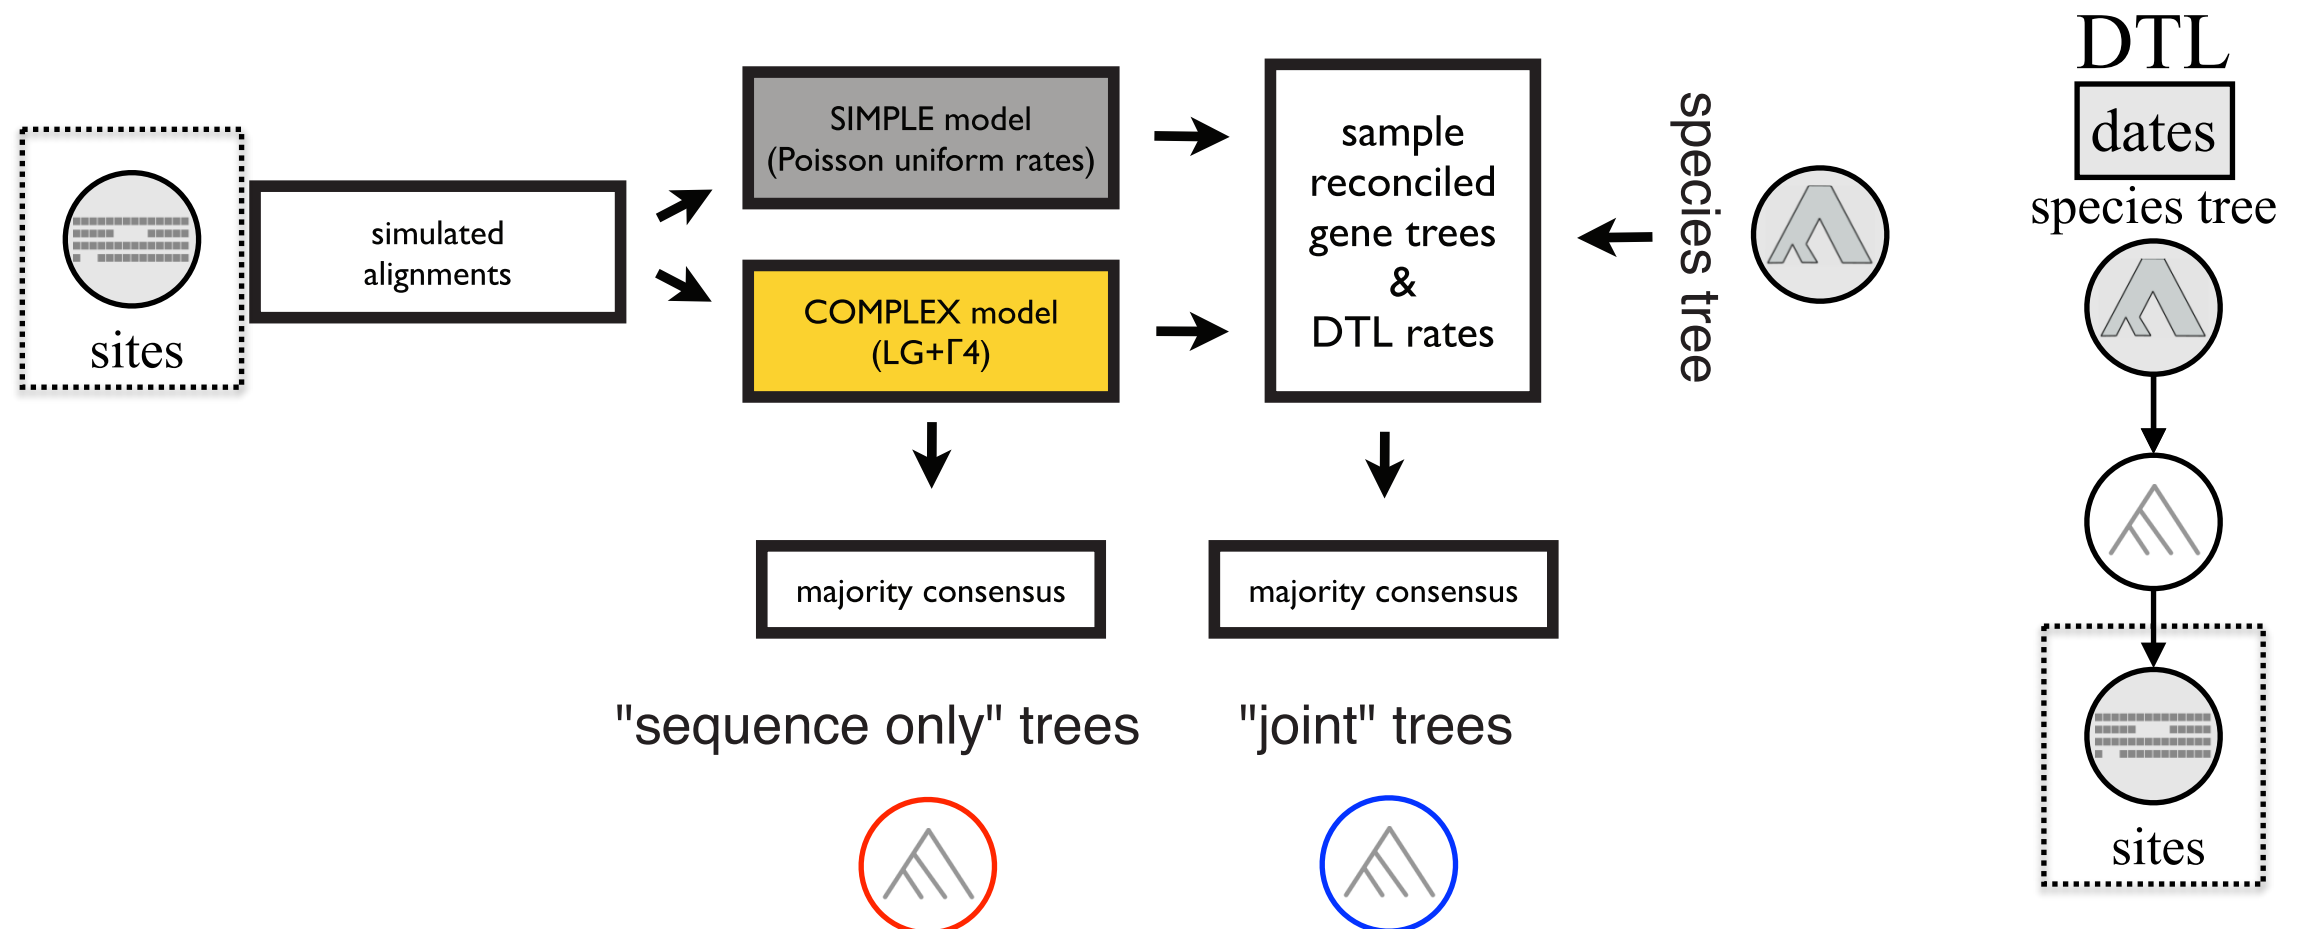 sites
simulated
alignments
SIMPLE model
(Poisson uniform rates)
COMPLEX model
(LG+Γ4)
sample
reconciled
gene trees
&
DTL rates
species tree
majority consensus
majority consensus
"sequence only" trees
"joint" trees
DTL
dates
species tree
sites